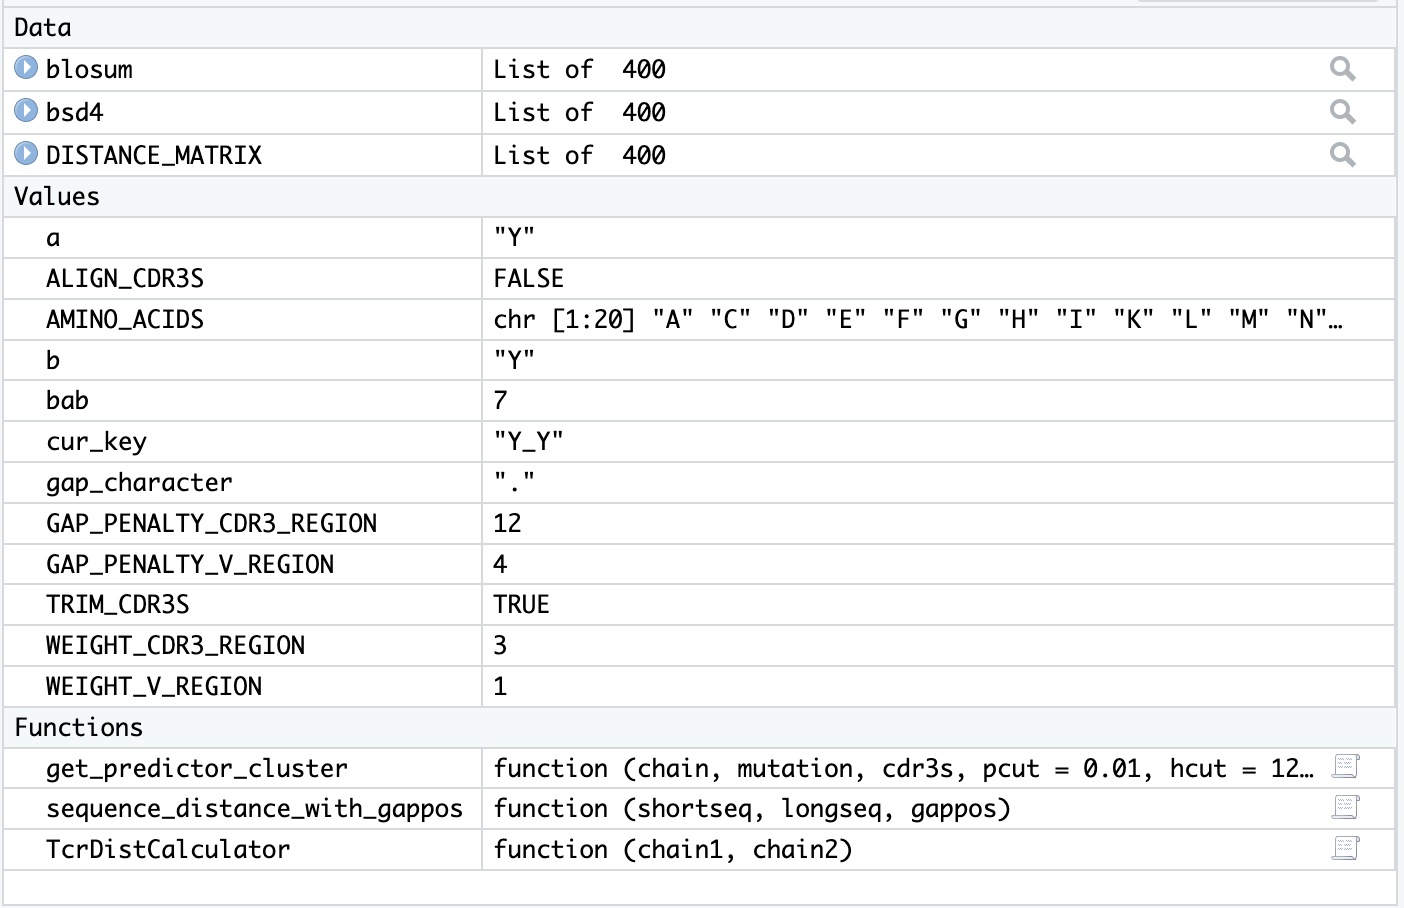 Data
blosum List of  400
bsd4 List of  400
DISTANCE_MATRIX List of  400
Values
a "Y"
ALIGN_CDR3S FALSE
AMINO_ACIDS chr [1:20] "A" "C" "D" "E" "F" "G" "H" "I" "K" "L" "M" "N"…
b "Y"
bab 7
cur_key "Y_Y"
gap_character "."
GAP_PENALTY_CDR3_REGION 12
GAP_PENALTY_V_REGION 4
TRIM_CDR3S TRUE
WEIGHT_CDR3_REGION 3
WEIGHT_V_REGION 1
Functions
get_predictor_cluster function (chain, mutation, cdr3s, pcut = 0.01, hcut = 12…
sequence_distance_with_gappos function (shortseq, longseq, gappos)
TcrDistCalculator function (chain1, chain2)